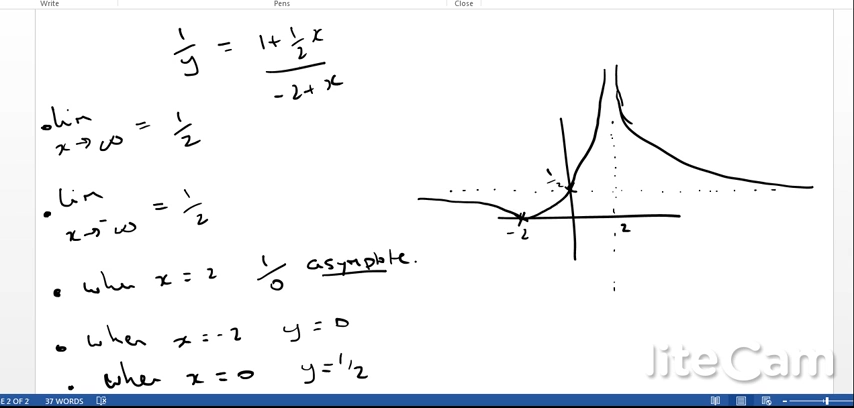 Write Pens Close
1/y = (1 + 1/2 x)/(-2 + x)
• lim x→∞ = 1/2
• lim x→-∞ = 1/2
• when x = 2 1/0 asymptote.
• when x = -2 y = 0
• when x = 0 y = 1/2
1/2
-2 2
liteCam
E 2 OF 2 37 WORDS